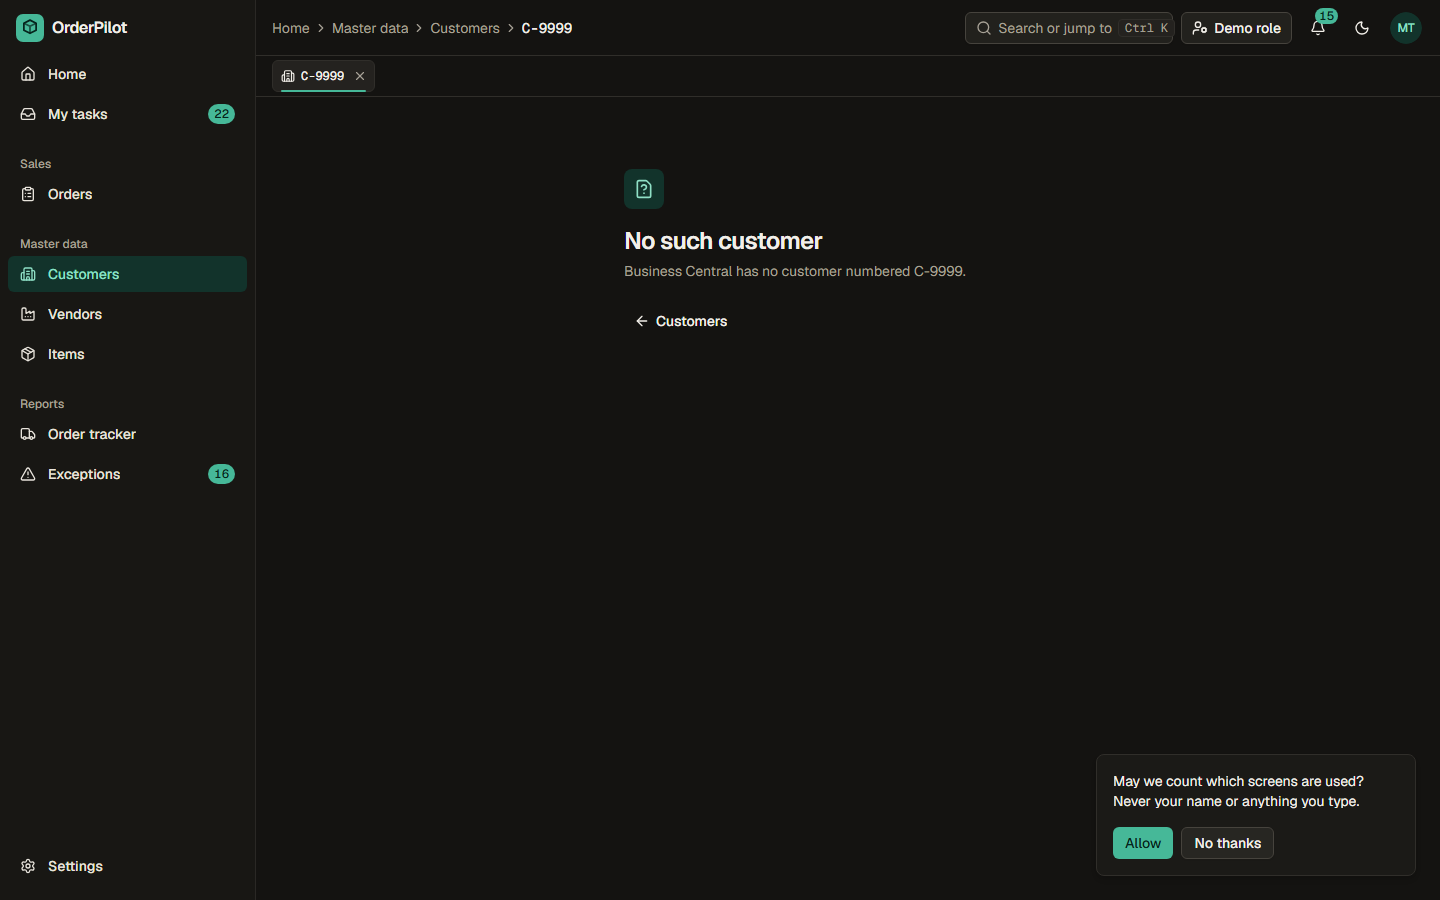 OrderPilot
Home
My tasks 22
Sales
Orders
Master data
Customers
Vendors
Items
Reports
Order tracker
Exceptions 16
Settings
Home > Master data > Customers > C-9999
Search or jump to Ctrl K
Demo role
15
MT
C-9999
No such customer
Business Central has no customer numbered C-9999.
Customers
May we count which screens are used?
Never your name or anything you type.
Allow No thanks